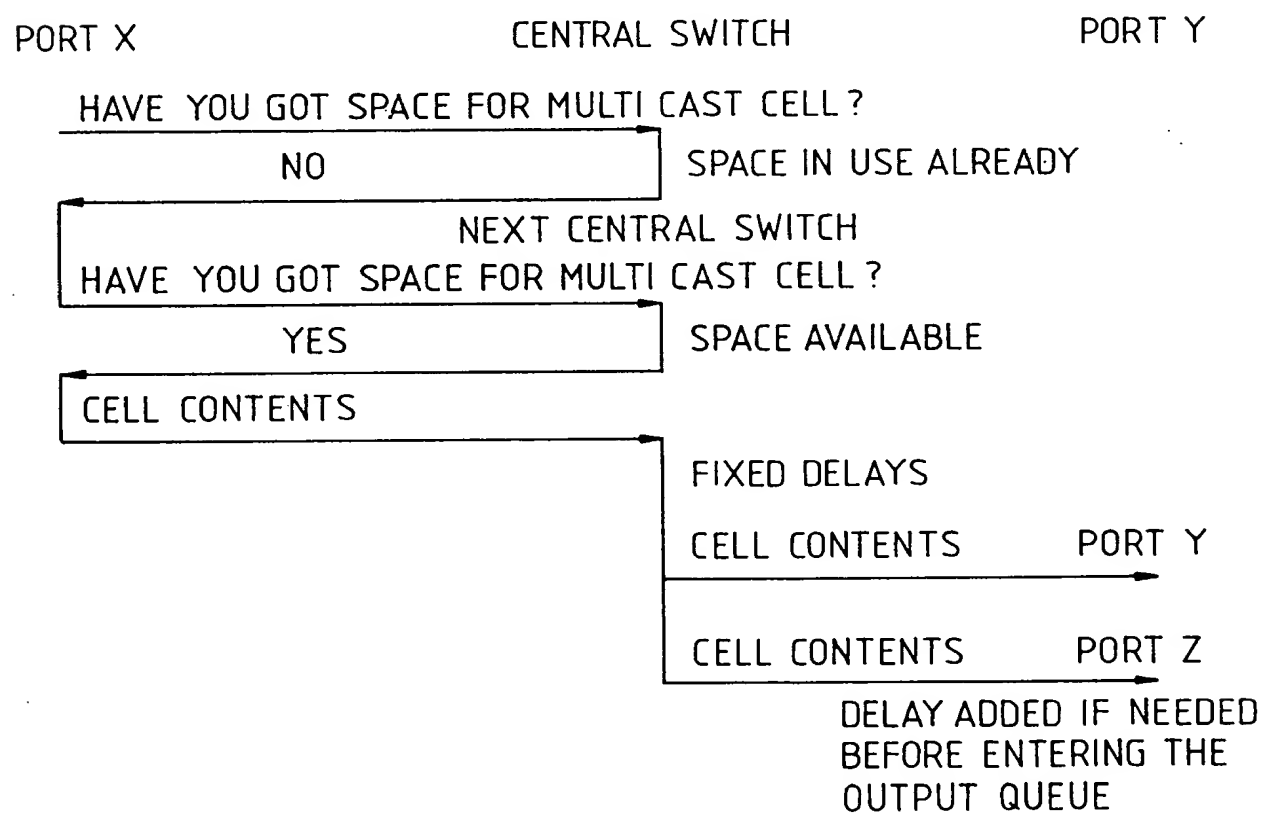 PORT X CENTRAL SWITCH PORT Y
HAVE YOU GOT SPACE FOR MULTI CAST CELL?
NO SPACE IN USE ALREADY
NEXT CENTRAL SWITCH
HAVE YOU GOT SPACE FOR MULTI CAST CELL?
YES SPACE AVAILABLE
CELL CONTENTS
FIXED DELAYS
CELL CONTENTS PORT Y
CELL CONTENTS PORT Z
DELAY ADDED IF NEEDED
BEFORE ENTERING THE
OUTPUT QUEUE